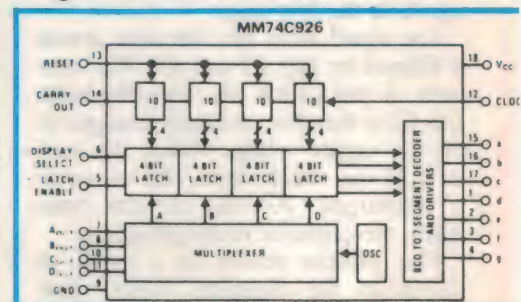 MM74C926
RESET 13
CARRY OUT 14
10 10 10 10
18 VCC
12 CLOC
4 4 4 4
DISPLAY SELECT 6
LATCH ENABLE 5
4 BIT LATCH 4 BIT LATCH 4 BIT LATCH 4 BIT LATCH
BCD TO 7 SEGMENT DECODER AND DRIVERS
15 a
16 b
17 c
1 d
2 e
3 f
4 g
A B C D
MULTIPLEXER
OSC
7
8
10
11
GND 9